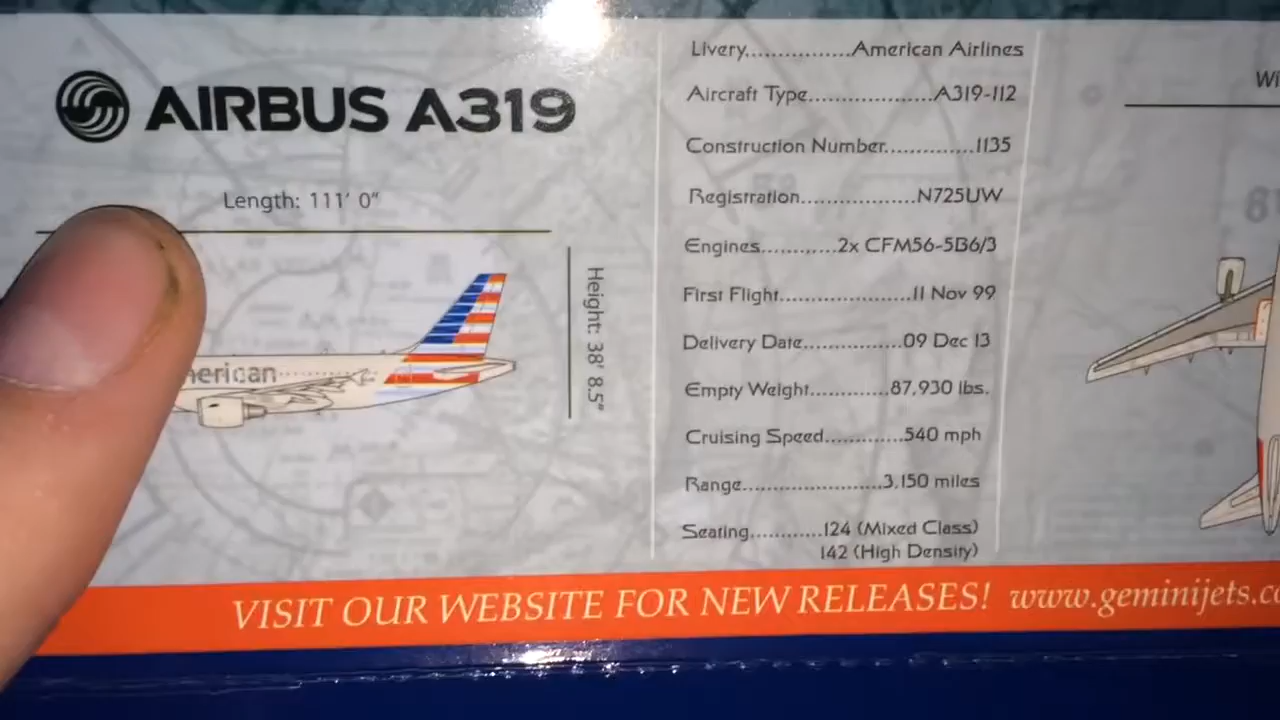 AIRBUS A319
Length: 111' 0"
Height: 38' 8.5"
Livery................American Airlines
Aircraft Type...................A319-112
Construction Number..............1135
Registration.................N725UW
Engines...........2x CFM56-5B6/3
First Flight.....................11 Nov 99
Delivery Date................09 Dec 13
Empty Weight............87,930 lbs.
Cruising Speed............540 mph
Range......................3,150 miles
Seating...........124 (Mixed Class)
142 (High Density)
VISIT OUR WEBSITE FOR NEW RELEASES! www.geminijets.c